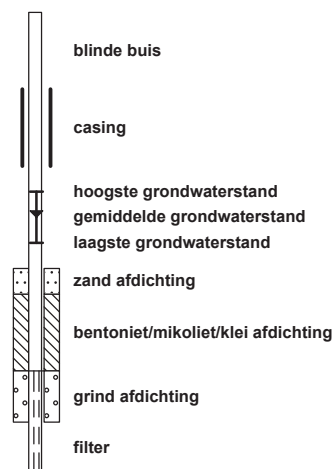 blinde buis
casing
hoogste grondwaterstand
gemiddelde grondwaterstand
laagste grondwaterstand
zand afdichting
bentoniet/mikoliet/klei afdichting
grind afdichting
filter